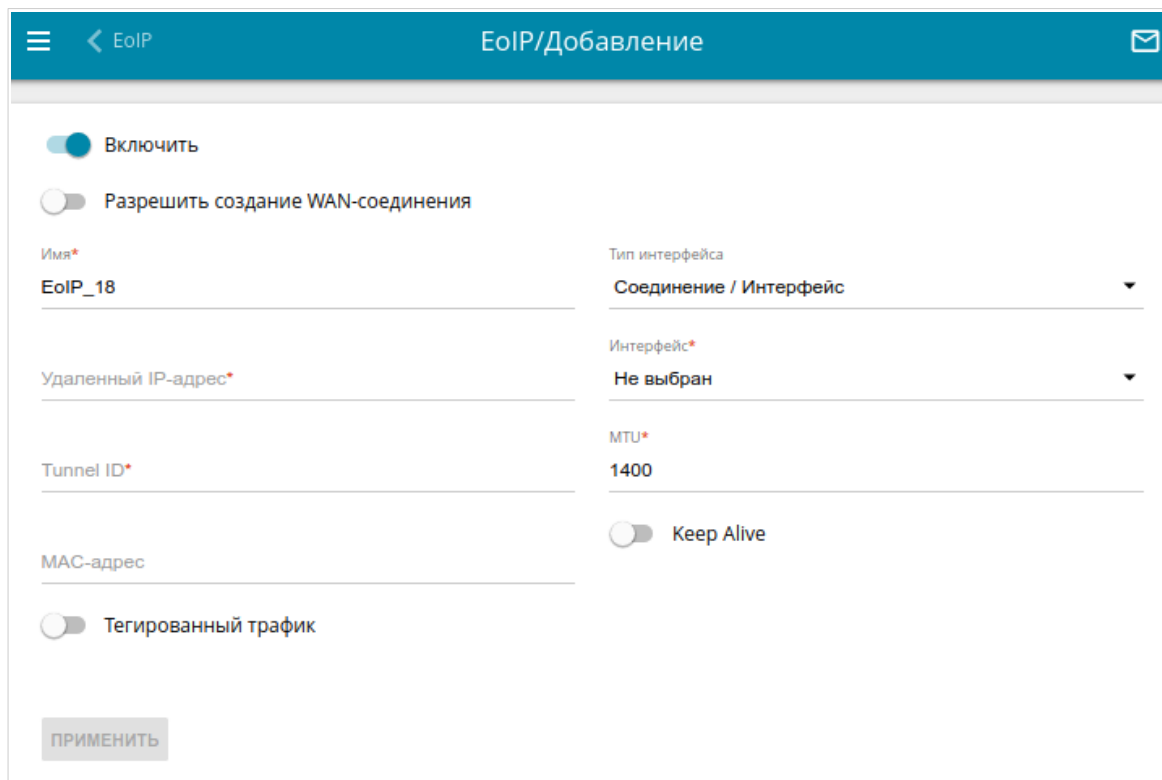 EoIP
EoIP/Добавление
Включить
Разрешить создание WAN-соединения
Имя*
EoIP_18
Тип интерфейса
Соединение / Интерфейс
Удаленный IP-адрес*
Интерфейс*
Не выбран
Tunnel ID*
MTU*
1400
Keep Alive
MAC-адрес
Тегированный трафик
ПРИМЕНИТЬ